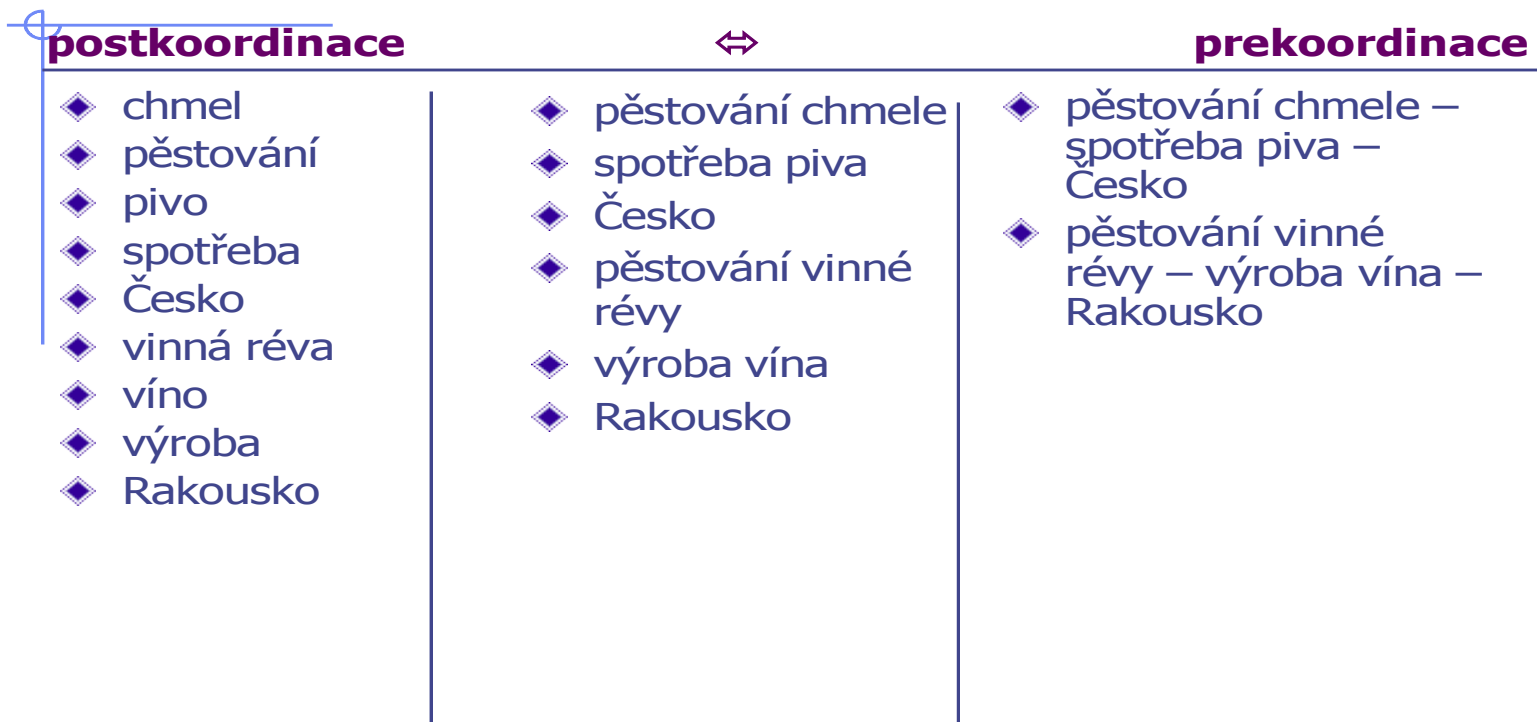 postkoordinace ⇔ prekoordinace
chmel
pěstování
pivo
spotřeba
Česko
vinná réva
víno
výroba
Rakousko
pěstování chmele
spotřeba piva
Česko
pěstování vinné
révy
výroba vína
Rakousko
pěstování chmele –
spotřeba piva –
Česko
pěstování vinné
révy – výroba vína –
Rakousko